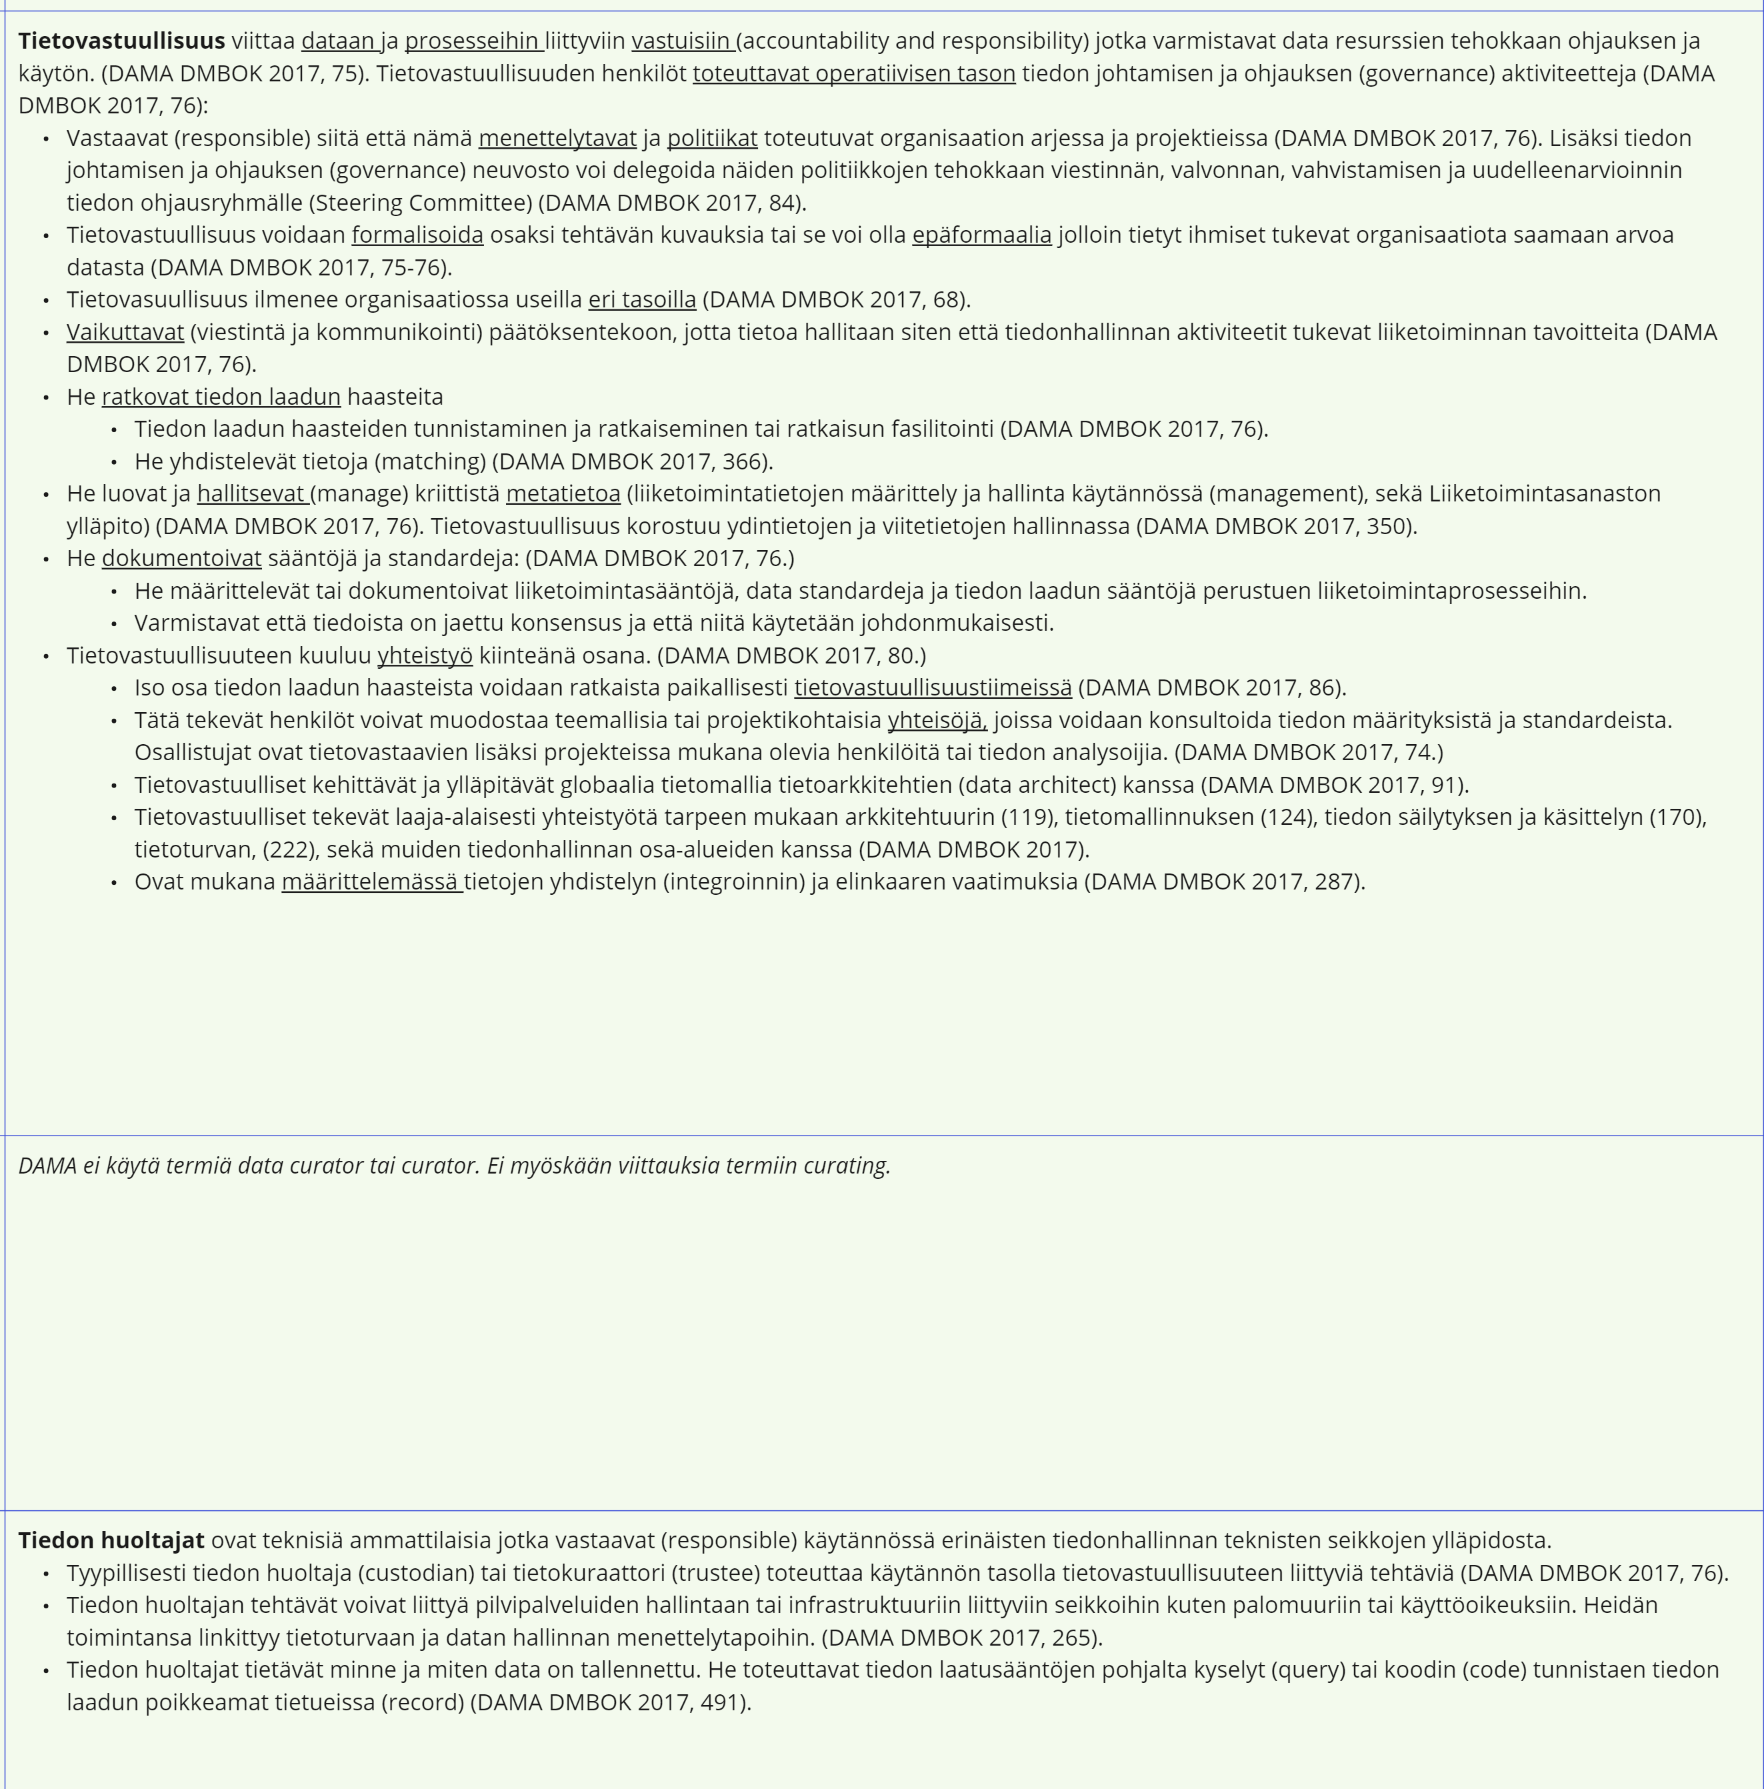 Tietovastuullisuus viittaa dataan ja prosesseihin liittyviin vastuisiin (accountability and responsibility) jotka varmistavat data resurssien tehokkaan ohjauksen ja
käytön. (DAMA DMBOK 2017, 75). Tietovastuullisuuden henkilöt toteuttavat operatiivisen tason tiedon johtamisen ja ohjauksen (governance) aktiviteetteja (DAMA
DMBOK 2017, 76):
• Vastaavat (responsible) siitä että nämä menettelytavat ja politiikat toteutuvat organisaation arjessa ja projektieissa (DAMA DMBOK 2017, 76). Lisäksi tiedon
johtamisen ja ohjauksen (governance) neuvosto voi delegoida näiden politiikkojen tehokkaan viestinnän, valvonnan, vahvistamisen ja uudelleenarvioinnin
tiedon ohjausryhmälle (Steering Committee) (DAMA DMBOK 2017, 84).
• Tietovastuullisuus voidaan formalisoida osaksi tehtävän kuvauksia tai se voi olla epäformaalia jolloin tietyt ihmiset tukevat organisaatiota saamaan arvoa
datasta (DAMA DMBOK 2017, 75-76).
• Tietovasuullisuus ilmenee organisaatiossa useilla eri tasoilla (DAMA DMBOK 2017, 68).
• Vaikuttavat (viestintä ja kommunikointi) päätöksentekoon, jotta tietoa hallitaan siten että tiedonhallinnan aktiviteetit tukevat liiketoiminnan tavoitteita (DAMA
DMBOK 2017, 76).
• He ratkovat tiedon laadun haasteita
• Tiedon laadun haasteiden tunnistaminen ja ratkaiseminen tai ratkaisun fasilitointi (DAMA DMBOK 2017, 76).
• He yhdistelevät tietoja (matching) (DAMA DMBOK 2017, 366).
• He luovat ja hallitsevat (manage) kriittistä metatietoa (liiketoimintatietojen määrittely ja hallinta käytännössä (management), sekä Liiketoimintasanaston
ylläpito) (DAMA DMBOK 2017, 76). Tietovastuullisuus korostuu ydintietojen ja viitetietojen hallinnassa (DAMA DMBOK 2017, 350).
• He dokumentoivat sääntöjä ja standardeja: (DAMA DMBOK 2017, 76.)
• He määrittelevät tai dokumentoivat liiketoimintasääntöjä, data standardeja ja tiedon laadun sääntöjä perustuen liiketoimintaprosesseihin.
• Varmistavat että tiedoista on jaettu konsensus ja että niitä käytetään johdonmukaisesti.
• Tietovastuullisuuteen kuuluu yhteistyö kiinteänä osana. (DAMA DMBOK 2017, 80.)
• Iso osa tiedon laadun haasteista voidaan ratkaista paikallisesti tietovastuullisuustiimeissä (DAMA DMBOK 2017, 86).
• Tätä tekevät henkilöt voivat muodostaa teemallisia tai projektikohtaisia yhteisöjä, joissa voidaan konsultoida tiedon määrityksistä ja standardeista.
Osallistujat ovat tietovastaavien lisäksi projekteissa mukana olevia henkilöitä tai tiedon analysoijia. (DAMA DMBOK 2017, 74.)
• Tietovastuulliset kehittävät ja ylläpitävät globaalia tietomallia tietoarkkitehtien (data architect) kanssa (DAMA DMBOK 2017, 91).
• Tietovastuulliset tekevät laaja-alaisesti yhteistyötä tarpeen mukaan arkkitehtuurin (119), tietomallinnuksen (124), tiedon säilytyksen ja käsittelyn (170),
tietoturvan, (222), sekä muiden tiedonhallinnan osa-alueiden kanssa (DAMA DMBOK 2017).
• Ovat mukana määrittelemässä tietojen yhdistelyn (integroinnin) ja elinkaaren vaatimuksia (DAMA DMBOK 2017, 287).
DAMA ei käytä termiä data curator tai curator. Ei myöskään viittauksia termiin curating.
Tiedon huoltajat ovat teknisiä ammattilaisia jotka vastaavat (responsible) käytännössä erinäisten tiedonhallinnan teknisten seikkojen ylläpidosta.
• Tyypillisesti tiedon huoltaja (custodian) tai tietokuraattori (trustee) toteuttaa käytännön tasolla tietovastuullisuuteen liittyviä tehtäviä (DAMA DMBOK 2017, 76).
• Tiedon huoltajan tehtävät voivat liittyä pilvipalveluiden hallintaan tai infrastruktuuriin liittyviin seikkoihin kuten palomuuriin tai käyttöoikeuksiin. Heidän
toimintansa linkittyy tietoturvaan ja datan hallinnan menettelytapoihin. (DAMA DMBOK 2017, 265).
• Tiedon huoltajat tietävät minne ja miten data on tallennettu. He toteuttavat tiedon laatusääntöjen pohjalta kyselyt (query) tai koodin (code) tunnistaen tiedon
laadun poikkeamat tietueissa (record) (DAMA DMBOK 2017, 491).